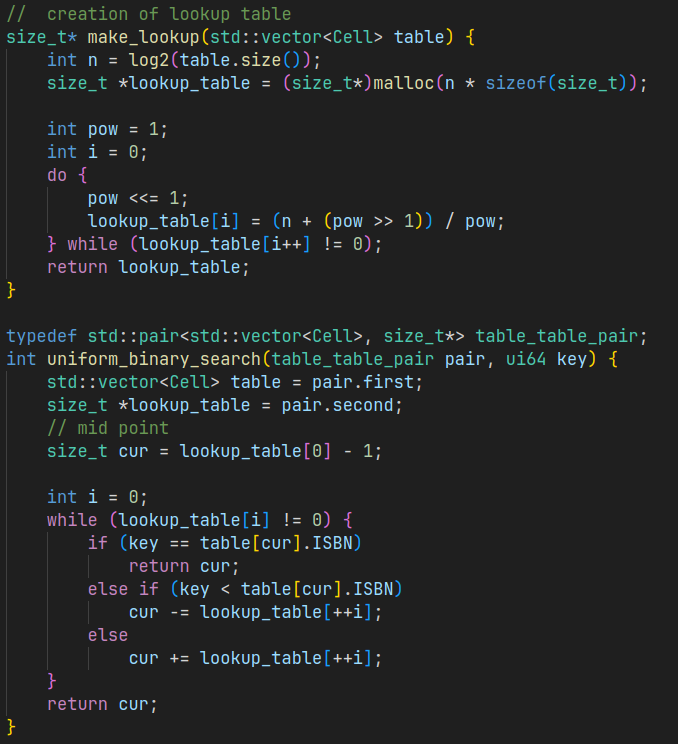 //  creation of lookup table
size_t* make_lookup(std::vector<Cell> table) {
    int n = log2(table.size());
    size_t *lookup_table = (size_t*)malloc(n * sizeof(size_t));

    int pow = 1;
    int i = 0;
    do {
        pow <<= 1;
        lookup_table[i] = (n + (pow >> 1)) / pow;
    } while (lookup_table[i++] != 0);
    return lookup_table;
}

typedef std::pair<std::vector<Cell>, size_t*> table_table_pair;
int uniform_binary_search(table_table_pair pair, ui64 key) {
    std::vector<Cell> table = pair.first;
    size_t *lookup_table = pair.second;
    // mid point
    size_t cur = lookup_table[0] - 1;

    int i = 0;
    while (lookup_table[i] != 0) {
        if (key == table[cur].ISBN)
            return cur;
        else if (key < table[cur].ISBN)
            cur -= lookup_table[++i];
        else
            cur += lookup_table[++i];
    }
    return cur;
}